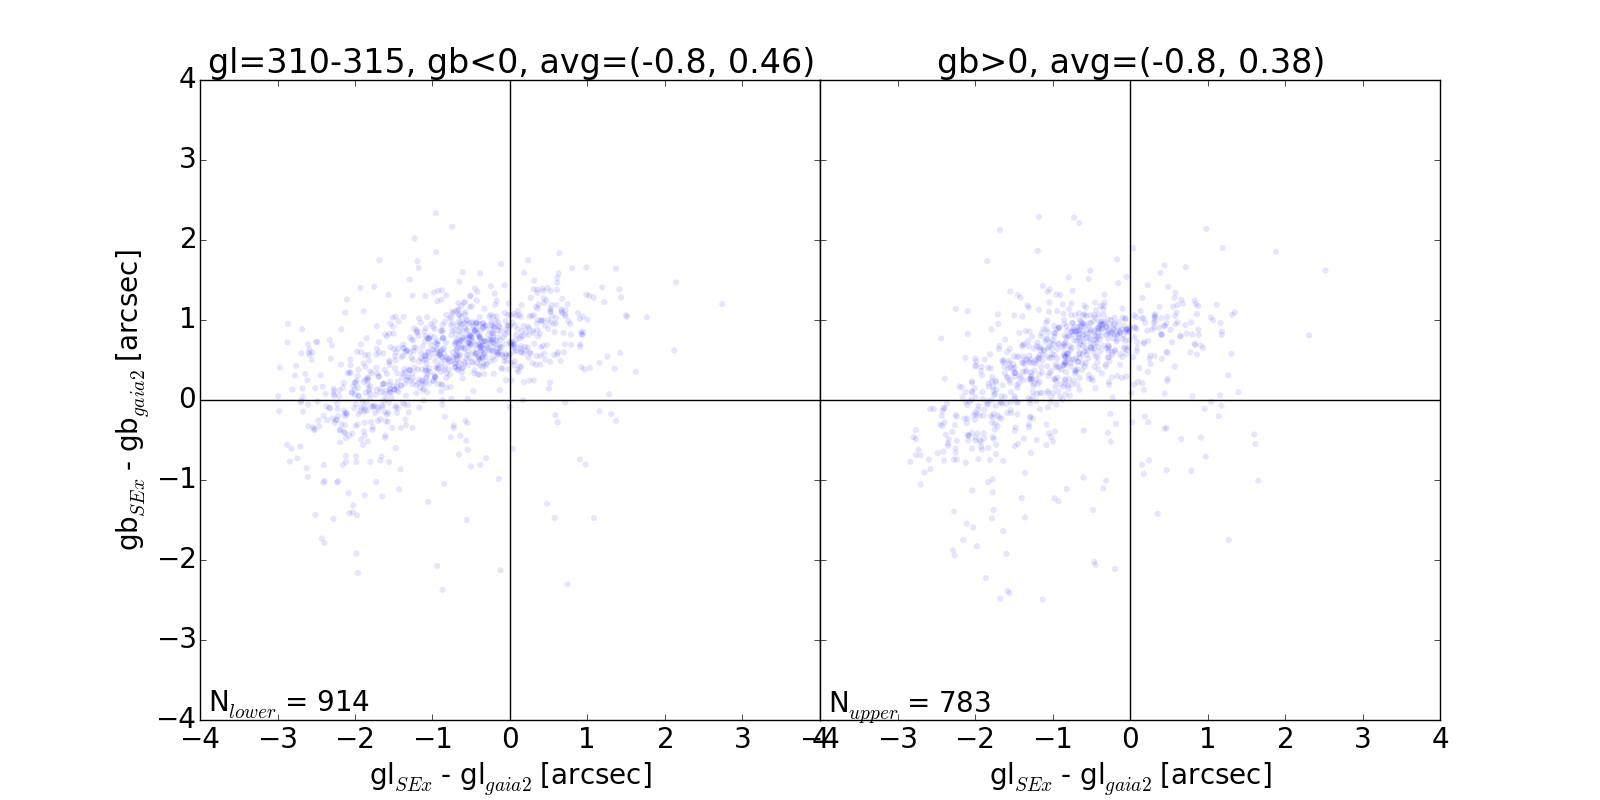 gl=310-315, gb<0, avg=(-0.8, 0.46)
gb>0, avg=(-0.8, 0.38)
4
3
2
1
0
−1
−2
−3
−4
gb_SEx - gb_gaia2 [arcsec]
N_lower = 914
N_upper = 783
−4 −3 −2 −1 0 1 2 3 4
−4 −3 −2 −1 0 1 2 3 4
gl_SEx - gl_gaia2 [arcsec]
gl_SEx - gl_gaia2 [arcsec]